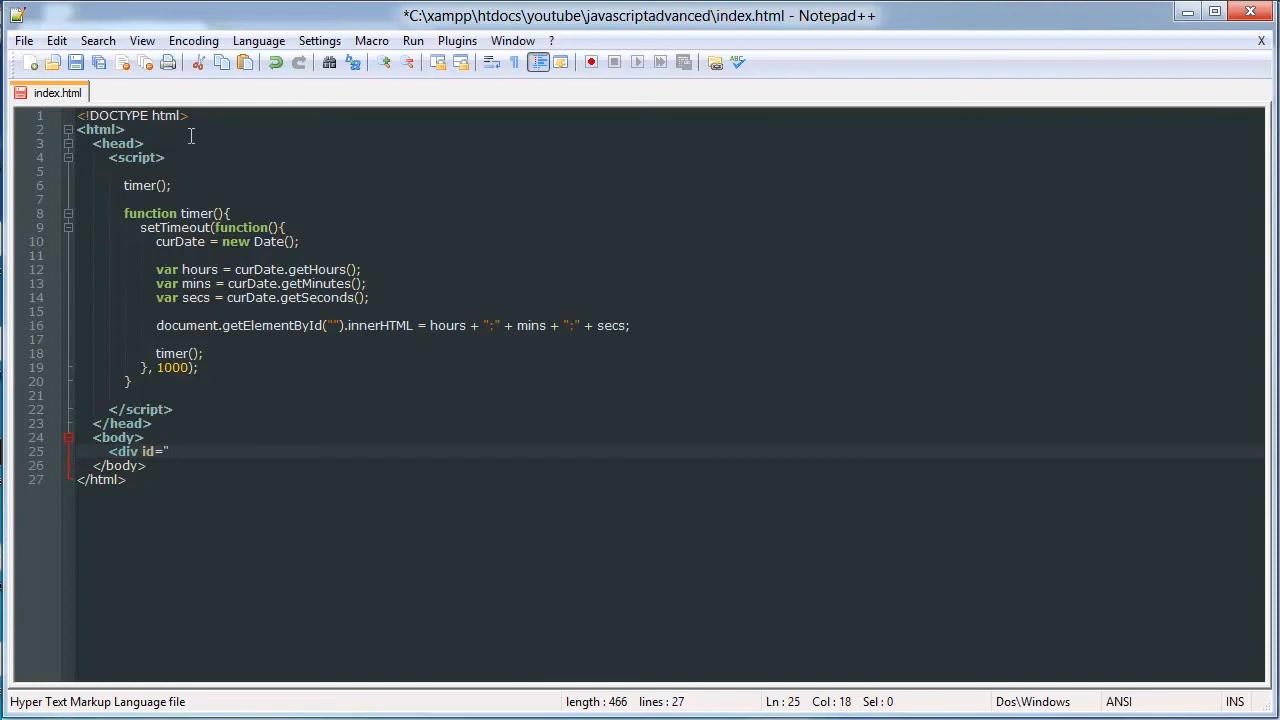 *C:\xampp\htdocs\youtube\javascriptadvanced\index.html - Notepad++
File Edit Search View Encoding Language Settings Macro Run Plugins Window ? X
index.html
1 <!DOCTYPE html>
2 <html>
3 <head>
4 <script>
5
6 timer();
7
8 function timer(){
9 setTimeout(function(){
10 curDate = new Date();
11
12 var hours = curDate.getHours();
13 var mins = curDate.getMinutes();
14 var secs = curDate.getSeconds();
15
16 document.getElementById("").innerHTML = hours + ":" + mins + ":" + secs;
17
18 timer();
19 }, 1000);
20 }
21
22 </script>
23 </head>
24 <body>
25 <div id="
26 </body>
27 </html>
Hyper Text Markup Language file length : 466 lines : 27 Ln : 25 Col : 18 Sel : 0 Dos\Windows ANSI INS